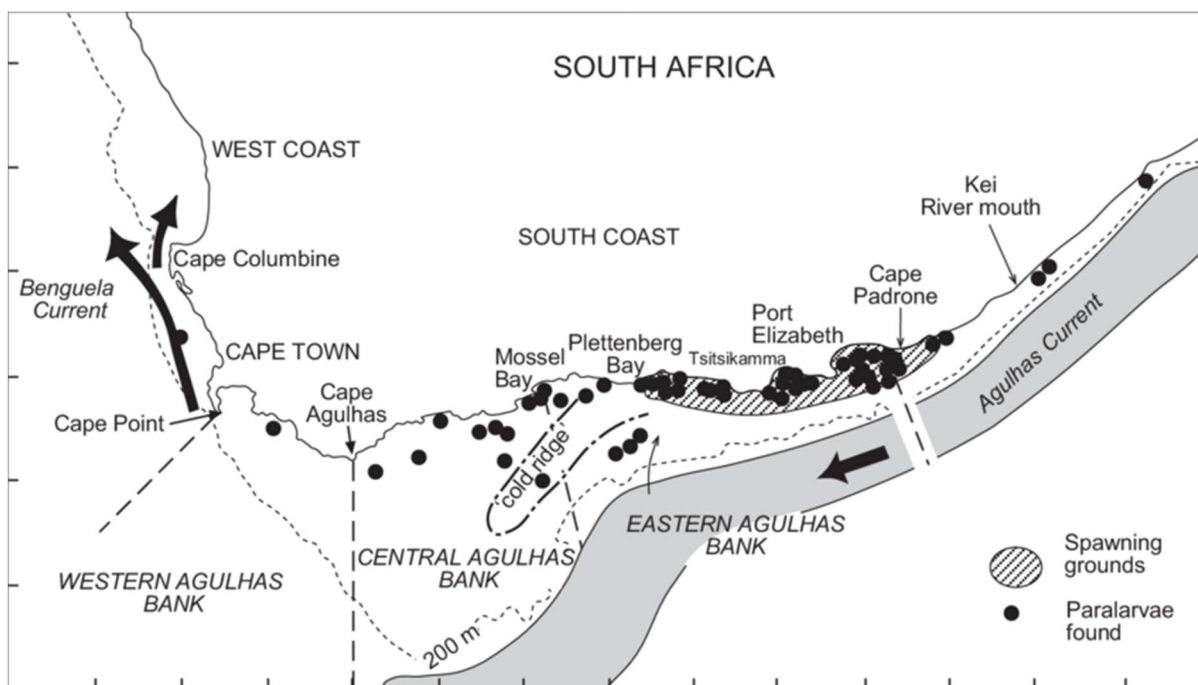 SOUTH AFRICA
WEST COAST
Kei
River mouth
SOUTH COAST
Cape Columbine
Cape
Padrone
Benguela
Current
Port
Elizabeth
Agulhas Current
Plettenberg
Bay
Tsitsikamma
CAPE TOWN
Mossel
Bay
Cape
Agulhas
Cape Point
cold ridge
EASTERN AGULHAS
BANK
CENTRAL AGULHAS
BANK
WESTERN AGULHAS
BANK
200 m
Spawning
grounds
Paralarvae
found